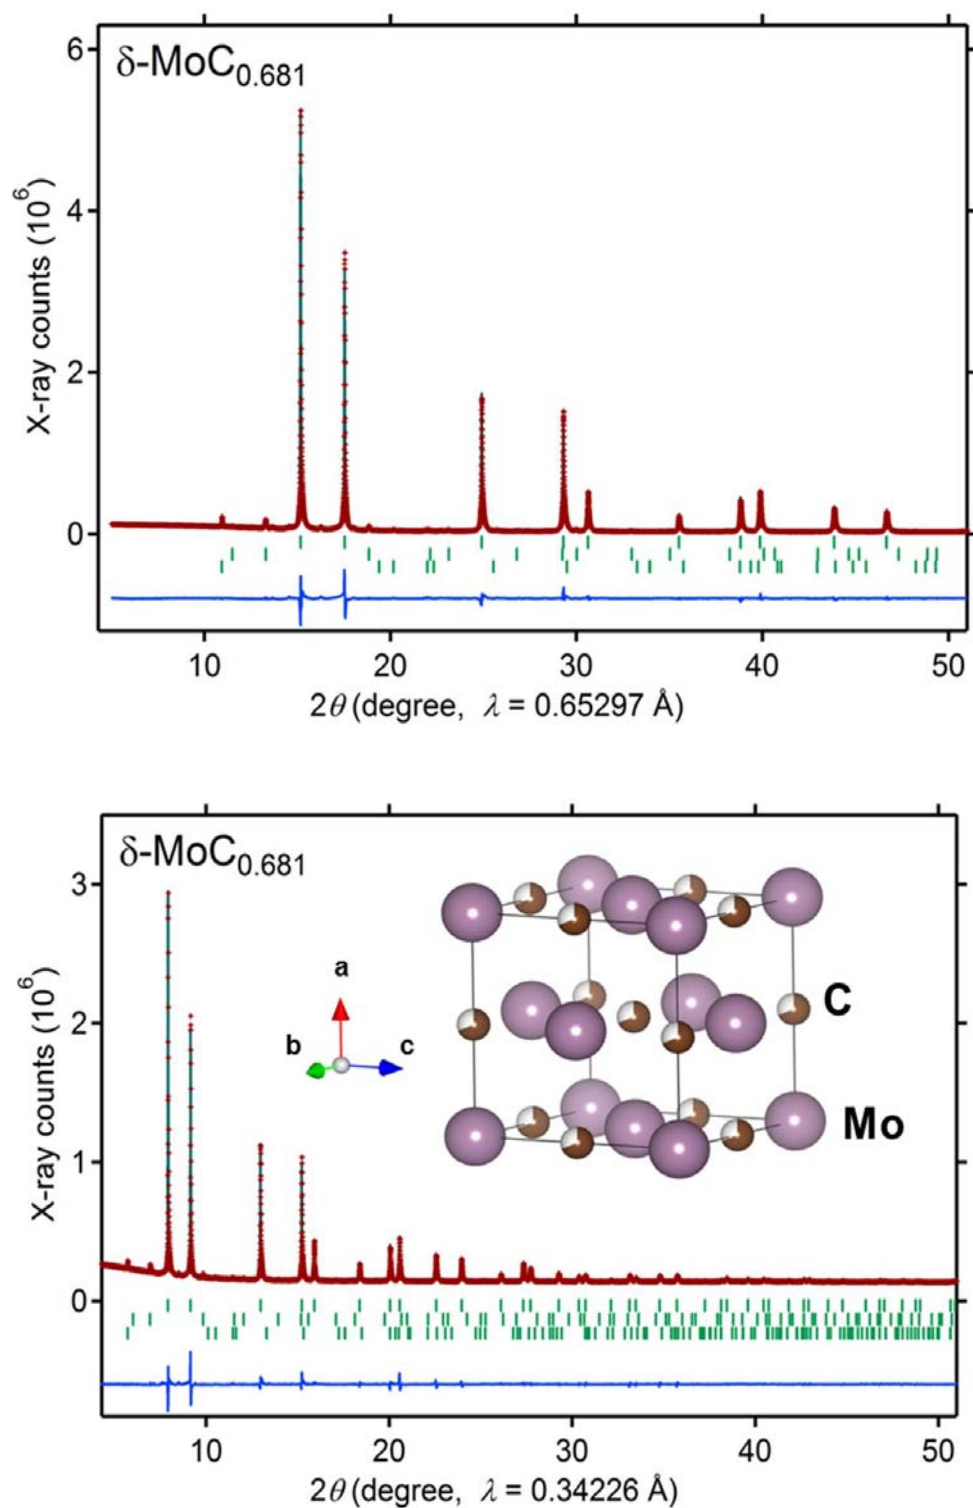 δ-MoC0.681
6
4
2
0
X-ray counts (10^6)
10 20 30 40 50
2θ (degree, λ = 0.65297 Å)
δ-MoC0.681
3
2
1
0
X-ray counts (10^6)
a
b
c
C
Mo
10 20 30 40 50
2θ (degree, λ = 0.34226 Å)